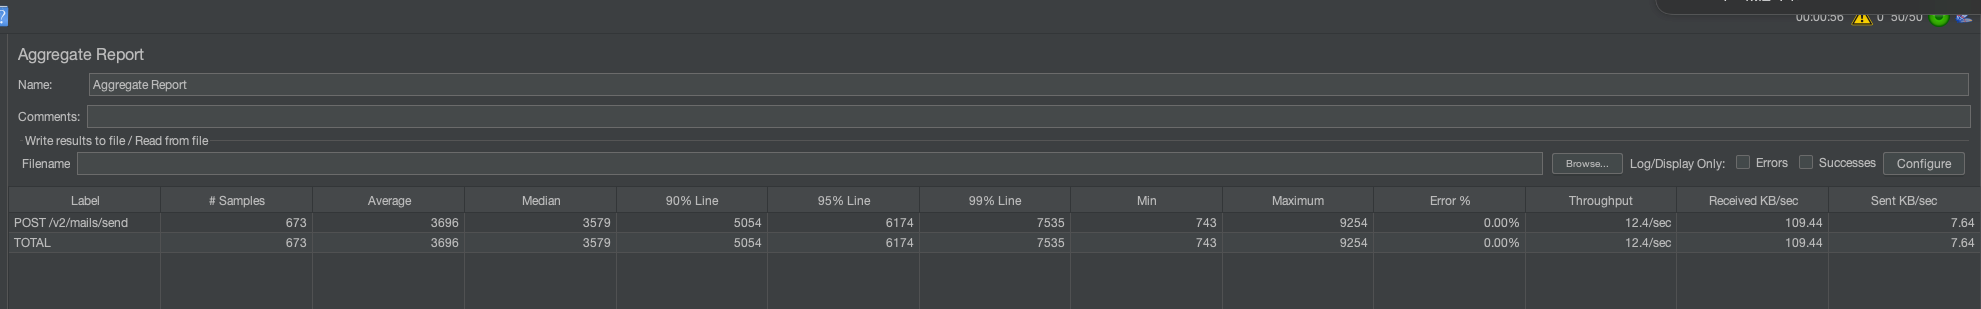 ?
00:00:56 0 50/50
Aggregate Report
Name: Aggregate Report
Comments:
Write results to file / Read from file
Filename Browse... Log/Display Only: Errors Successes Configure
Label # Samples Average Median 90% Line 95% Line 99% Line Min Maximum Error % Throughput Received KB/sec Sent KB/sec
POST /v2/mails/send 673 3696 3579 5054 6174 7535 743 9254 0.00% 12.4/sec 109.44 7.64
TOTAL 673 3696 3579 5054 6174 7535 743 9254 0.00% 12.4/sec 109.44 7.64